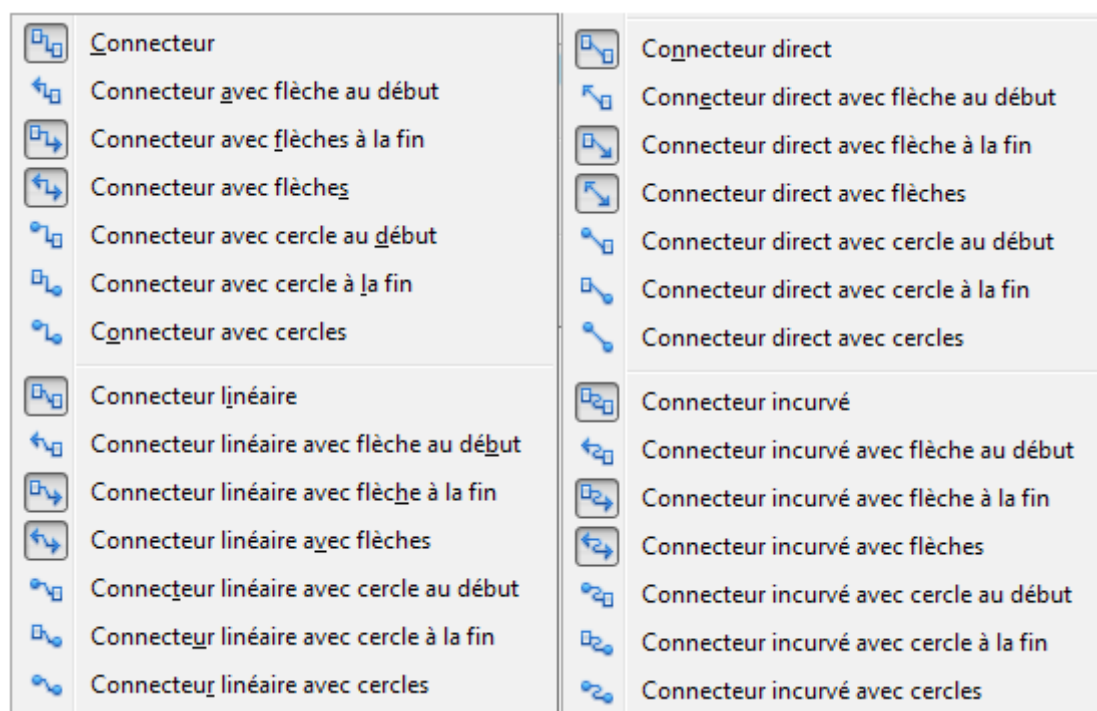 Connecteur
Connecteur avec flèche au début
Connecteur avec flèches à la fin
Connecteur avec flèches
Connecteur avec cercle au début
Connecteur avec cercle à la fin
Connecteur avec cercles
Connecteur linéaire
Connecteur linéaire avec flèche au début
Connecteur linéaire avec flèche à la fin
Connecteur linéaire avec flèches
Connecteur linéaire avec cercle au début
Connecteur linéaire avec cercle à la fin
Connecteur linéaire avec cercles
Connecteur direct
Connecteur direct avec flèche au début
Connecteur direct avec flèche à la fin
Connecteur direct avec flèches
Connecteur direct avec cercle au début
Connecteur direct avec cercle à la fin
Connecteur direct avec cercles
Connecteur incurvé
Connecteur incurvé avec flèche au début
Connecteur incurvé avec flèche à la fin
Connecteur incurvé avec flèches
Connecteur incurvé avec cercle au début
Connecteur incurvé avec cercle à la fin
Connecteur incurvé avec cercles